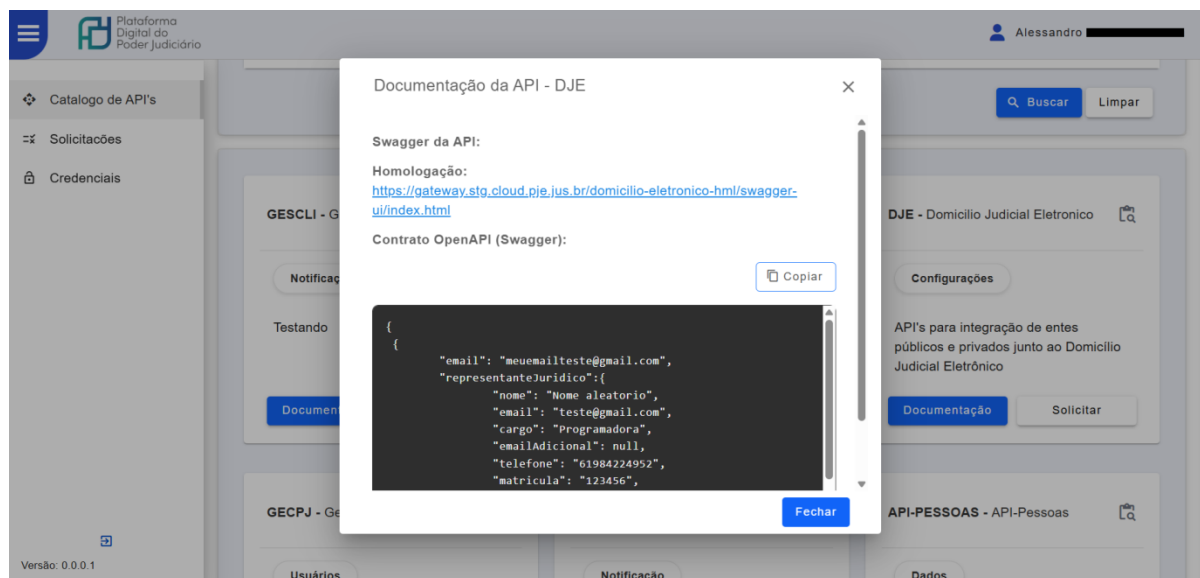 Plataforma
Digital do
Poder Judiciário
Alessandro
Catalogo de API's
Solicitacões
Credenciais
Versão: 0.0.0.1
Buscar
Limpar
GESCLI - G
Notificaç
Testando
Document
DJE - Domicilio Judicial Eletronico
Configurações
API's para integração de entes
públicos e privados junto ao Domicílio
Judicial Eletrônico
Documentação
Solicitar
GECPJ - Ge
Usuários
Notificação
API-PESSOAS - API-Pessoas
Dados
Documentação da API - DJE
Swagger da API:
Homologação:
https://gateway.stg.cloud.pje.jus.br/domicilio-eletronico-hml/swagger-
ui/index.html
Contrato OpenAPI (Swagger):
Copiar
{
{
"email": "meuemailteste@gmail.com",
"representanteJuridico":{
"nome": "Nome aleatorio",
"email": "teste@gmail.com",
"cargo": "Programadora",
"emailAdicional": null,
"telefone": "61984224952",
"matricula": "123456",
Fechar